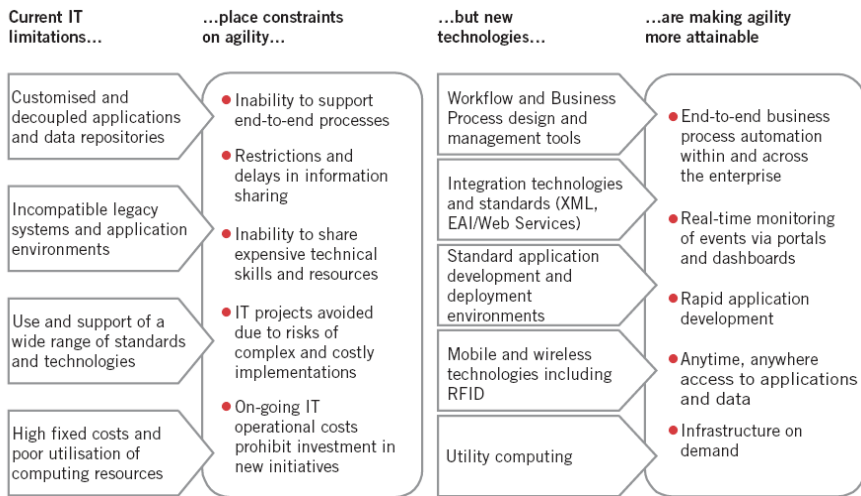 Current IT
limitations...
Customised and
decoupled applications
and data repositories
Incompatible legacy
systems and application
environments
Use and support of a
wide range of standards
and technologies
High fixed costs and
poor utilisation of
computing resources
...place constraints
on agility...
• Inability to support
end-to-end processes
• Restrictions and
delays in information
sharing
• Inability to share
expensive technical
skills and resources
• IT projects avoided
due to risks of
complex and costly
implementations
• On-going IT
operational costs
prohibit investment in
new initiatives
...but new
technologies...
Workflow and Business
Process design and
management tools
Integration technologies
and standards (XML,
EAI/Web Services)
Standard application
development and
deployment
environments
Mobile and wireless
technologies including
RFID
Utility computing
...are making agility
more attainable
• End-to-end business
process automation
within and across
the enterprise
• Real-time monitoring
of events via portals
and dashboards
• Rapid application
development
• Anytime, anywhere
access to applications
and data
• Infrastructure on
demand